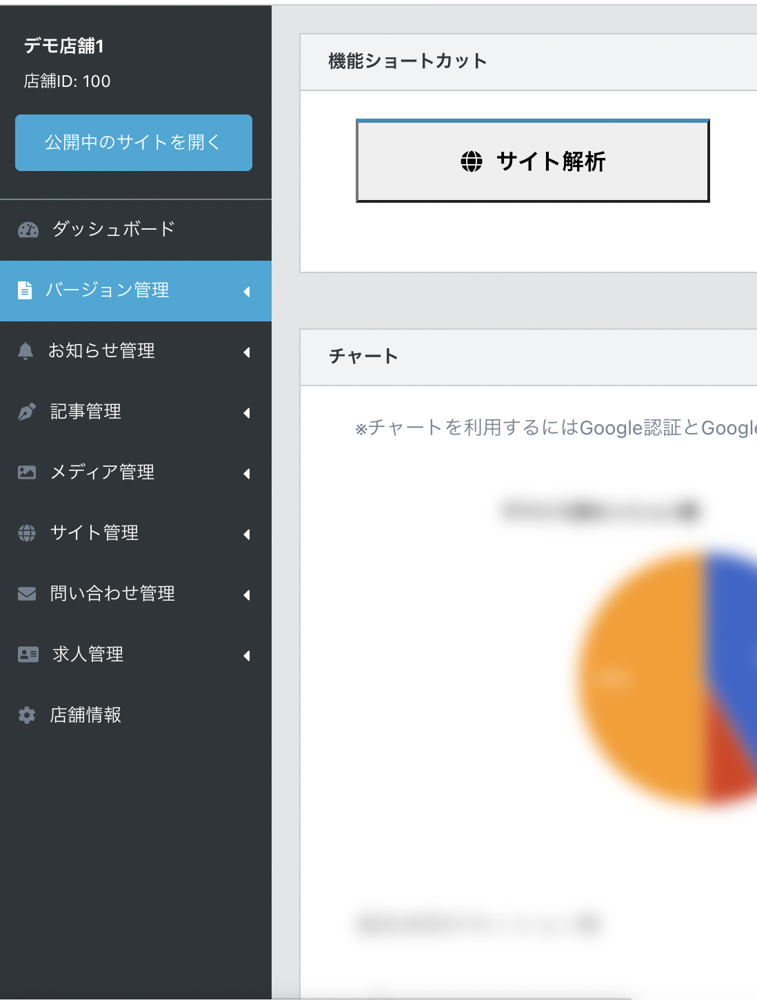 デモ店舗1
店舗ID: 100
公開中のサイトを開く
ダッシュボード
バージョン管理
お知らせ管理
記事管理
メディア管理
サイト管理
問い合わせ管理
求人管理
店舗情報
機能ショートカット
サイト解析
チャート
※チャートを利用するにはGoogle認証とGoogle